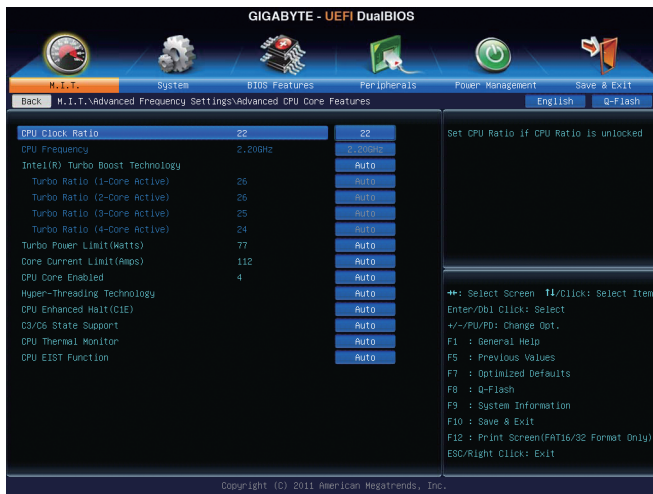 GIGABYTE - UEFI DualBIOS
M.I.T. System BIOS Features Peripherals Power Management Save & Exit
Back M.I.T.\Advanced Frequency Settings\Advanced CPU Core Features English Q-Flash
CPU Clock Ratio 22 22
CPU Frequency 2.20GHz 2.20GHz
Intel(R) Turbo Boost Technology Auto
Turbo Ratio (1-Core Active) 26 Auto
Turbo Ratio (2-Core Active) 26 Auto
Turbo Ratio (3-Core Active) 25 Auto
Turbo Ratio (4-Core Active) 24 Auto
Turbo Power Limit(Watts) 77 Auto
Core Current Limit(Amps) 112 Auto
CPU Core Enabled 4 Auto
Hyper-Threading Technology Auto
CPU Enhanced Halt(C1E) Auto
C3/C6 State Support Auto
CPU Thermal Monitor Auto
CPU EIST Function Auto
Set CPU Ratio if CPU Ratio is unlocked
→←: Select Screen ↑↓/Click: Select Item
Enter/Dbl Click: Select
+/-/PU/PD: Change Opt.
F1 : General Help
F5 : Previous Values
F7 : Optimized Defaults
F8 : Q-Flash
F9 : System Information
F10 : Save & Exit
F12 : Print Screen(FAT16/32 Format Only)
ESC/Right Click: Exit
Copyright (C) 2011 American Megatrends, Inc.